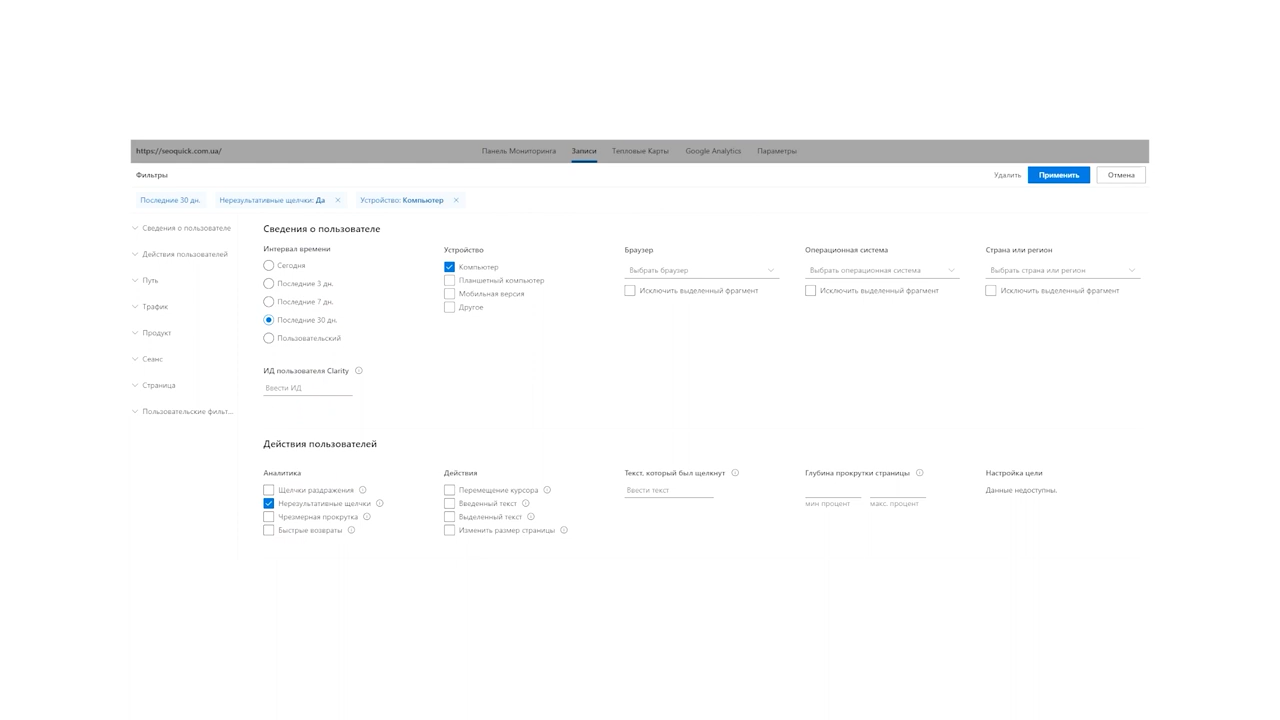 https://seoquick.com.ua/ Панель Мониторинга Записи Тепловые Карты Google Analytics Параметры
Фильтры Удалить Применить Отмена
Последние 30 дн. Нерезультативные щелчки: Да Устройство: Компьютер
Сведения о пользователе
Действия пользователей
Путь
Трафик
Продукт
Сеанс
Страница
Пользовательские фильт...
Сведения о пользователе
Интервал времени
Сегодня
Последние 3 дн.
Последние 7 дн.
Последние 30 дн.
Пользовательский
Устройство
Компьютер
Планшетный компьютер
Мобильная версия
Другое
Браузер
Выбрать браузер
Исключить выделенный фрагмент
Операционная система
Выбрать операционная система
Исключить выделенный фрагмент
Страна или регион
Выбрать страна или регион
Исключить выделенный фрагмент
ИД пользователя Clarity
Ввести ИД
Действия пользователей
Аналитика
Щелчки раздражения
Нерезультативные щелчки
Чрезмерная прокрутка
Быстрые возвраты
Действия
Перемещение курсора
Введенный текст
Выделенный текст
Изменить размер страницы
Текст, который был щелкнут
Ввести текст
Глубина прокрутки страницы
мин процент макс. процент
Настройка цели
Данные недоступны.